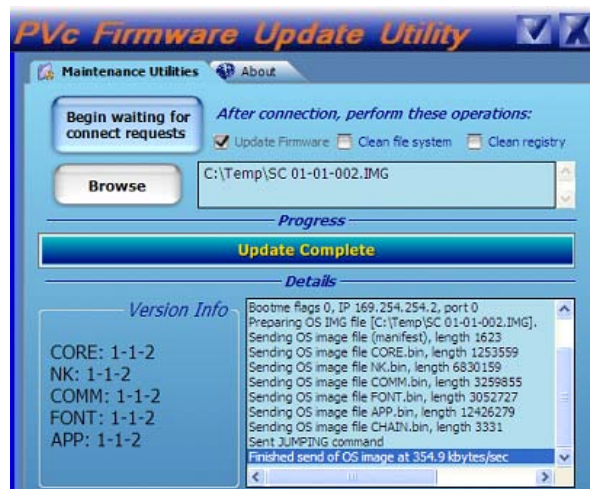 PVc Firmware Update Utility
Maintenance Utilities
About
Begin waiting for
connect requests
After connection, perform these operations:
Update Firmware
Clean file system
Clean registry
Browse
C:\Temp\SC 01-01-002.IMG
Progress
Update Complete
Details
Version Info
CORE: 1-1-2
NK: 1-1-2
COMM: 1-1-2
FONT: 1-1-2
APP: 1-1-2
Bootme flags 0, IP 169.254.254.2, port 0
Preparing OS IMG file [C:\Temp\SC 01-01-002.IMG].
Sending OS image file (manifest), length 1623
Sending OS image file CORE.bin, length 1253559
Sending OS image file NK.bin, length 6830159
Sending OS image file COMM.bin, length 3259855
Sending OS image file FONT.bin, length 3052727
Sending OS image file APP.bin, length 12426279
Sending OS image file CHAIN.bin, length 3331
Sent JUMPING command
Finished send of OS image at 354.9 kbytes/sec